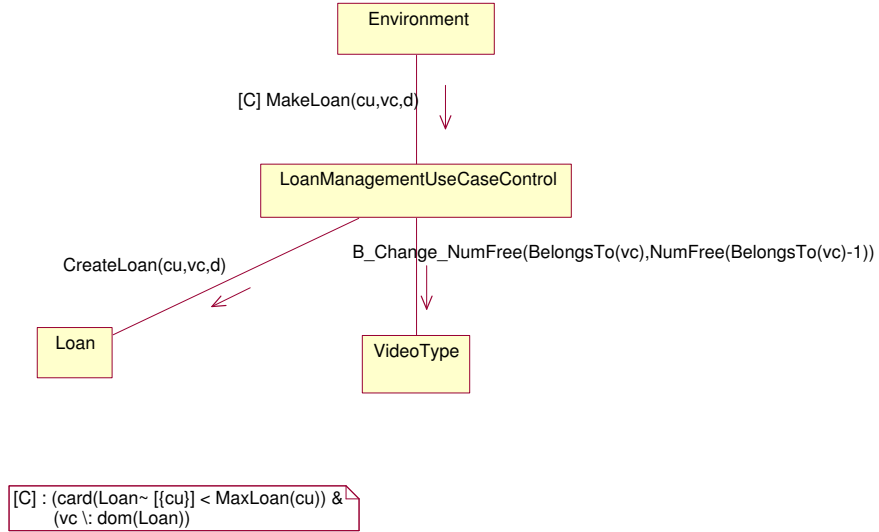 Environment
[C] MakeLoan(cu,vc,d)
LoanManagementUseCaseControl
B_Change_NumFree(BelongsTo(vc),NumFree(BelongsTo(vc)-1))
CreateLoan(cu,vc,d)
Loan
VideoType
[C] : (card(Loan~ [{cu}] < MaxLoan(cu)) &
(vc \: dom(Loan))